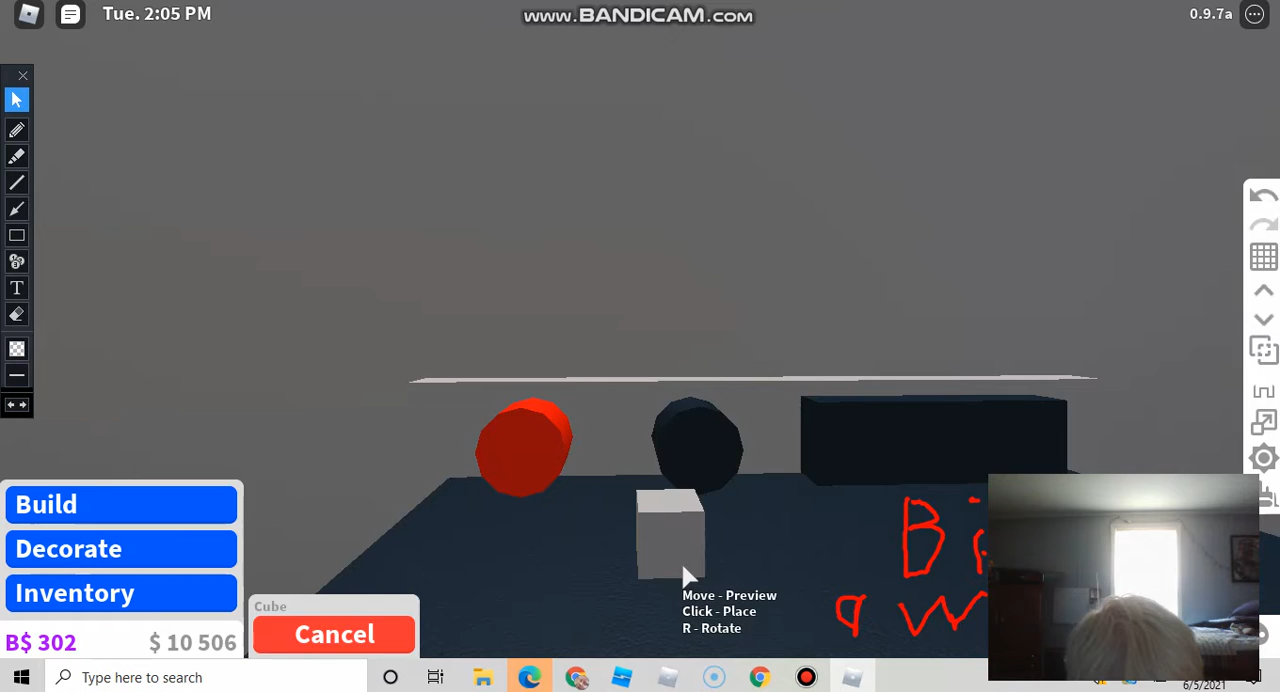 Tue. 2:05 PM
www.BANDICAM.com
0.9.7a
T
Build
Decorate
Inventory
B$ 302
$ 10 506
Cube
Cancel
Move - Preview
Click - Place
R - Rotate
Bi
a w
Type here to search
6/5/2021